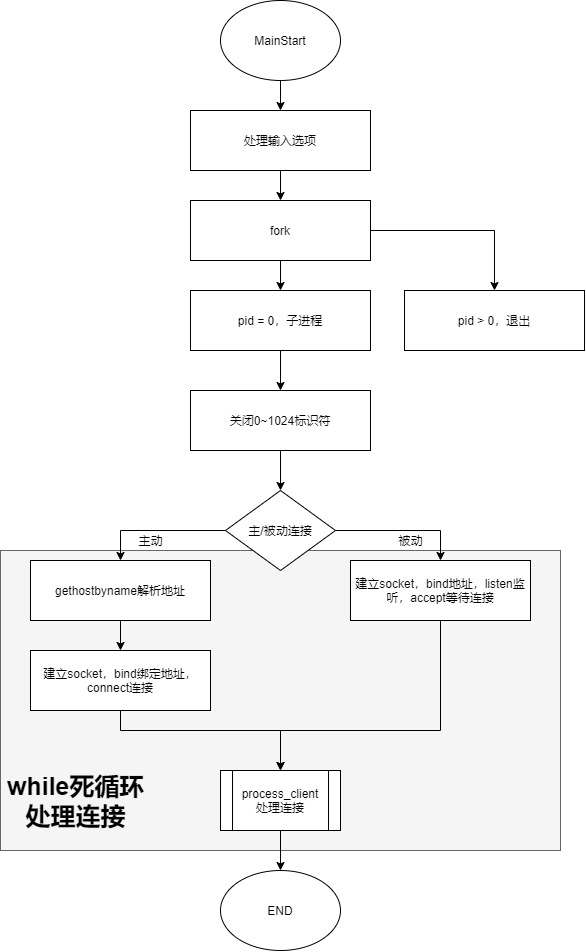 MainStart
处理输入选项
fork
pid = 0，子进程
pid > 0，退出
关闭0~1024标识符
主/被动连接
主动
被动
gethostbyname解析地址
建立socket，bind地址，listen监
听，accept等待连接
建立socket，bind绑定地址，
connect连接
while死循环
处理连接
process_client
处理连接
END